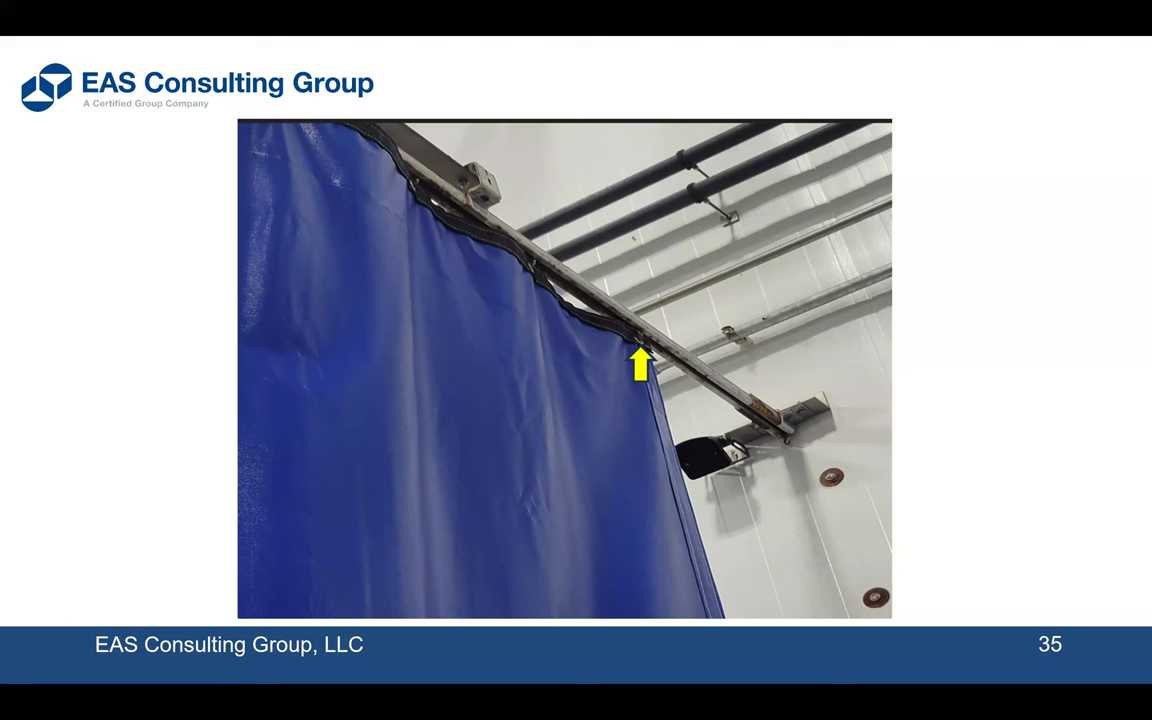 EAS Consulting Group
A Certified Group Company
EAS Consulting Group, LLC
35